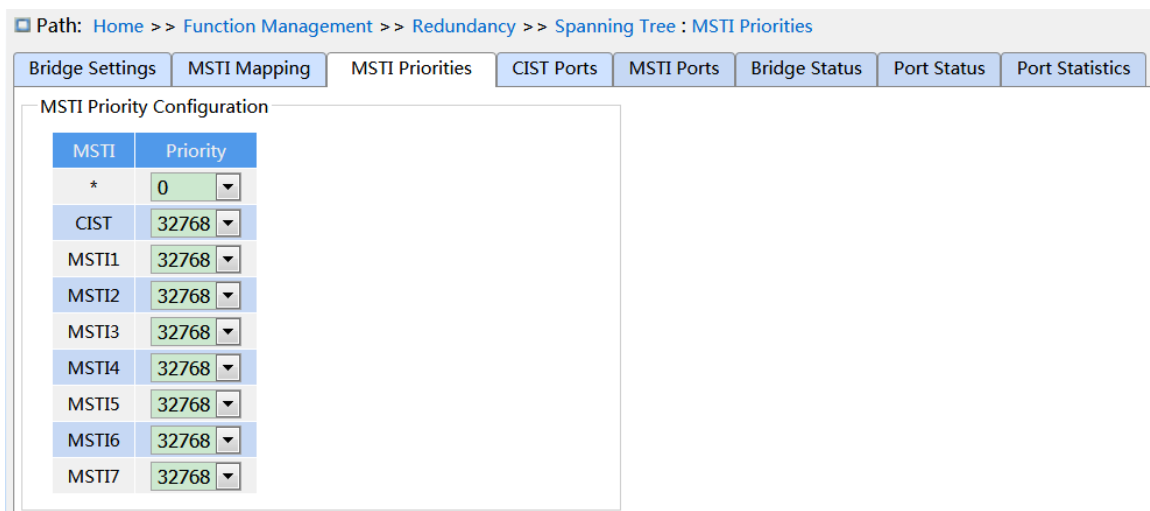 Path: Home >> Function Management >> Redundancy >> Spanning Tree : MSTI Priorities
Bridge Settings MSTI Mapping MSTI Priorities CIST Ports MSTI Ports Bridge Status Port Status Port Statistics
MSTI Priority Configuration
MSTI Priority
* 0
CIST 32768
MSTI1 32768
MSTI2 32768
MSTI3 32768
MSTI4 32768
MSTI5 32768
MSTI6 32768
MSTI7 32768